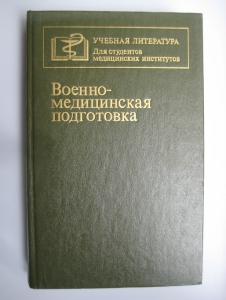 УЧЕБНАЯ ЛИТЕРАТУРА
Для студентов
медицинских институтов
Военно-
медицинская
подготовка